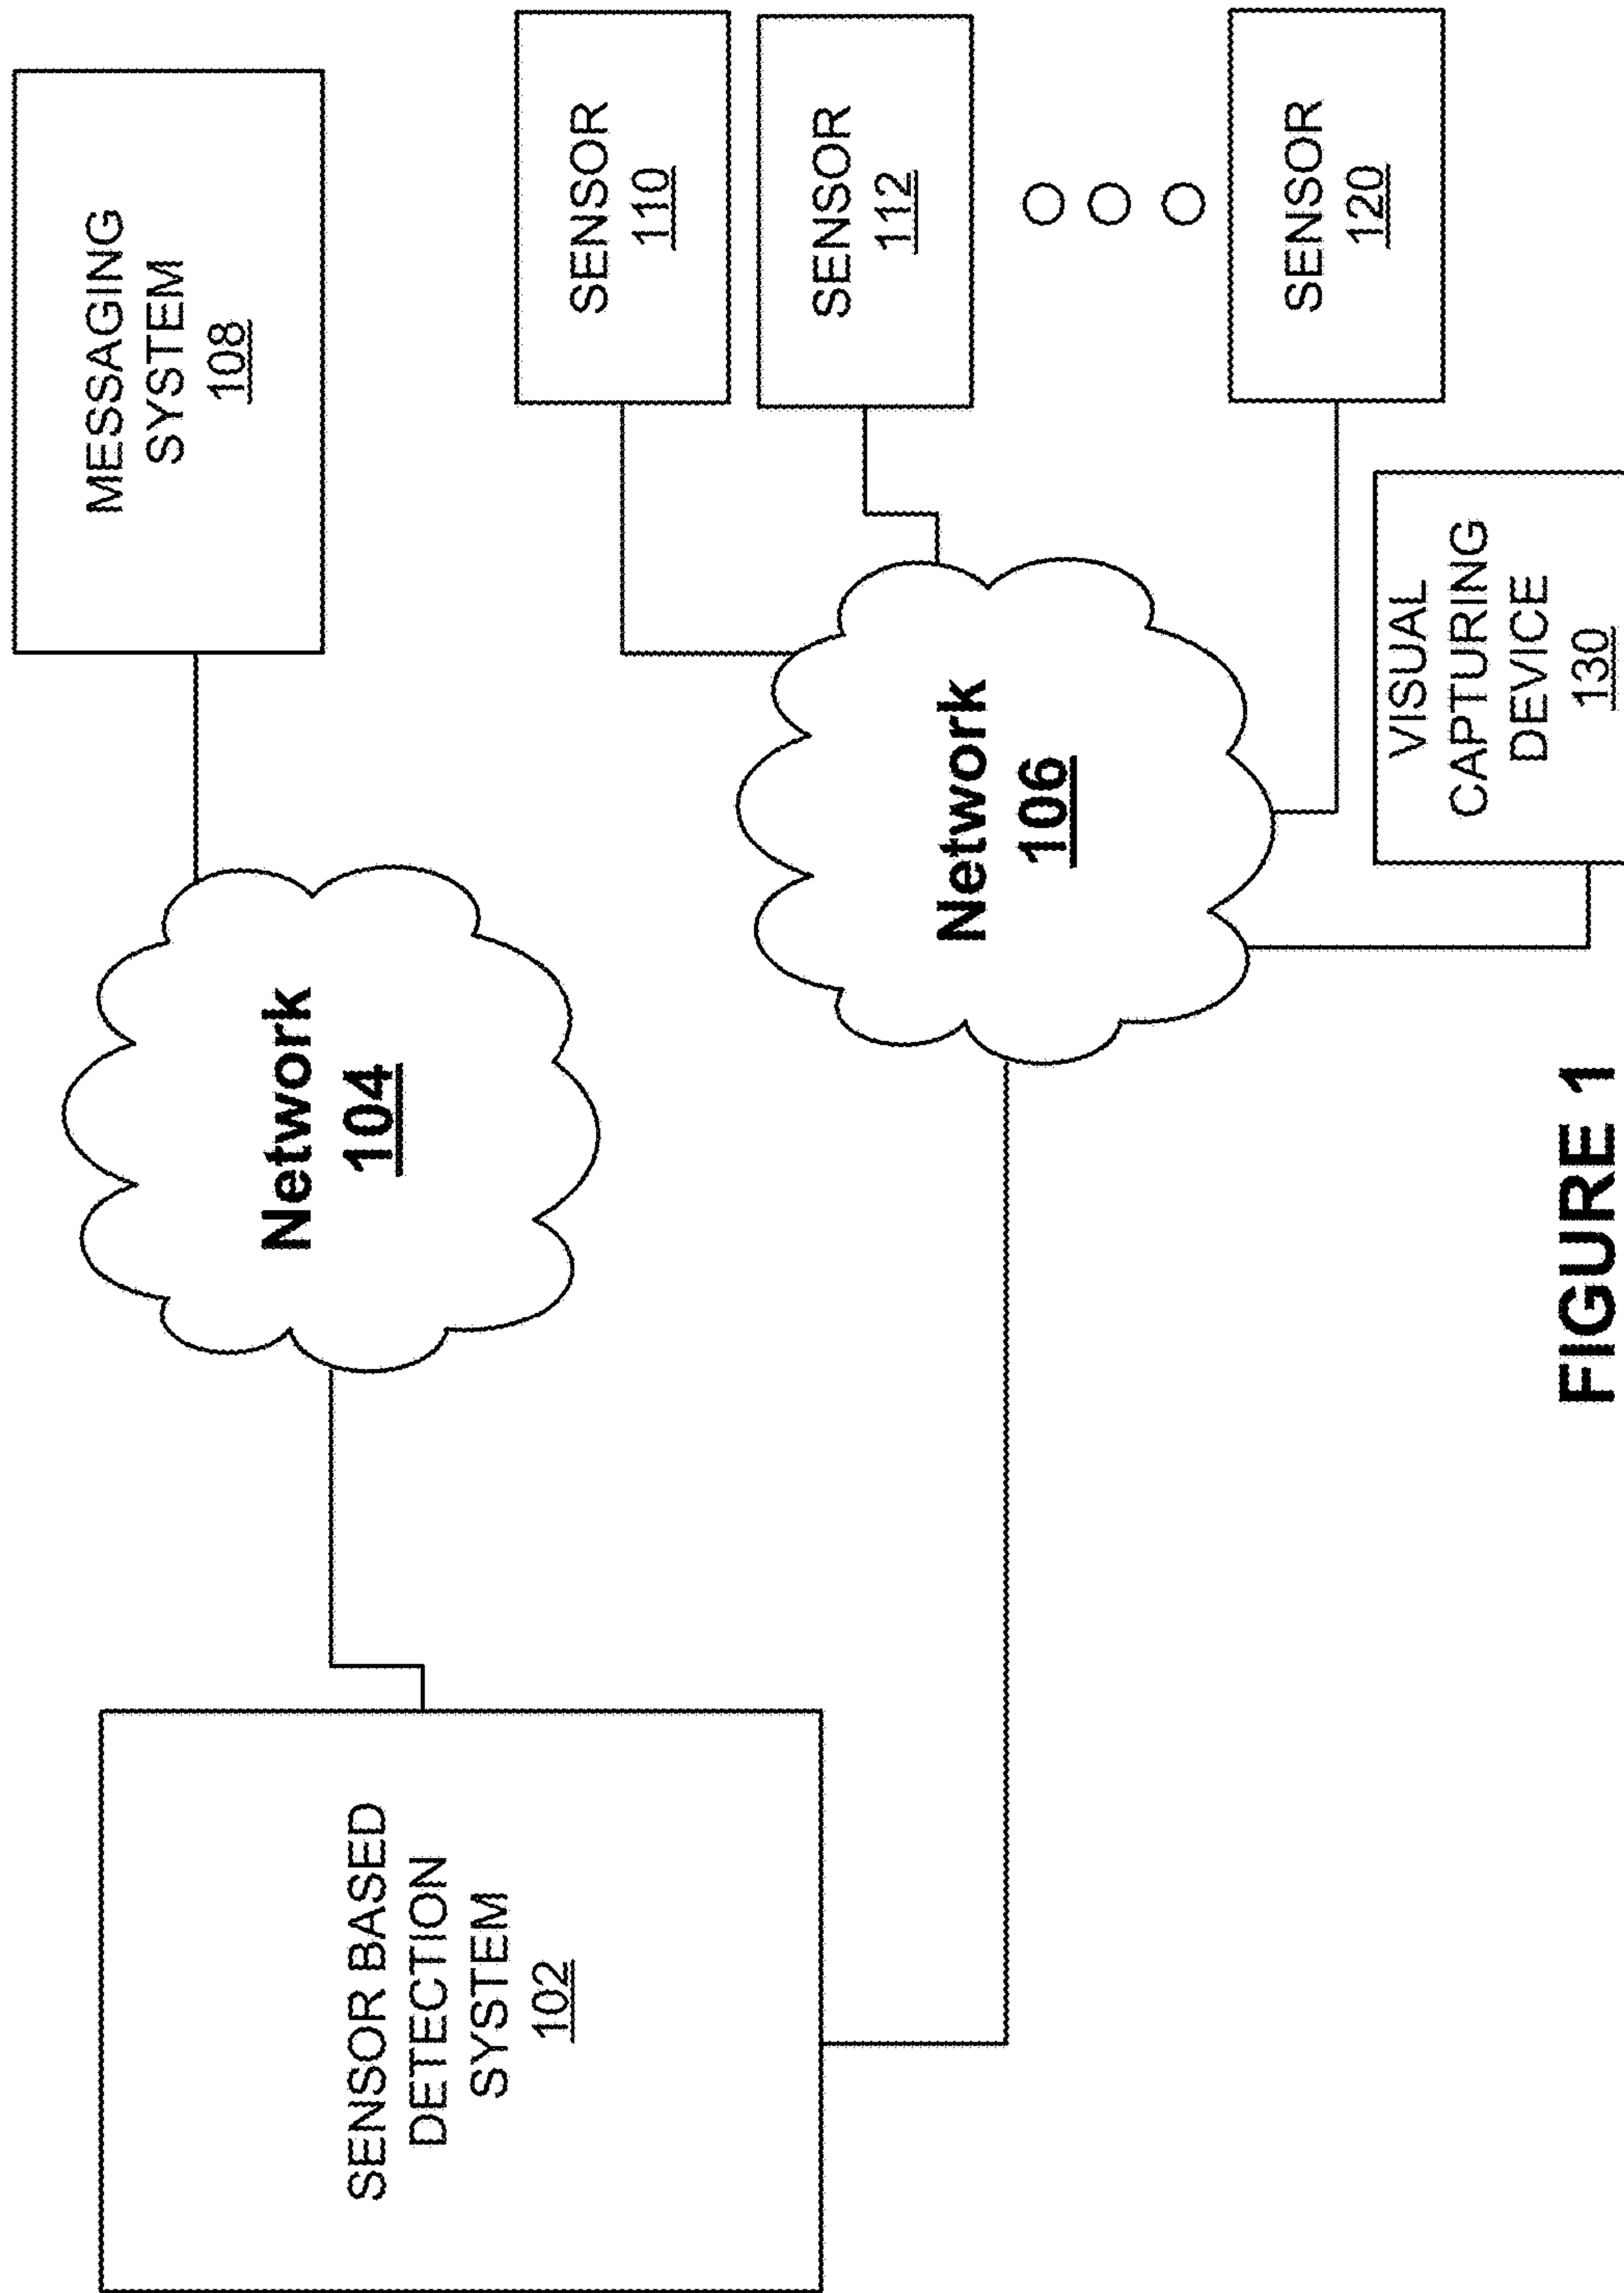 MESSAGING
SYSTEM
108
SENSOR
110
SENSOR
112
SENSOR
120
VISUAL
CAPTURING
DEVICE
130
Network
104
Network
106
SENSOR BASED
DETECTION
SYSTEM
102
FIGURE 1